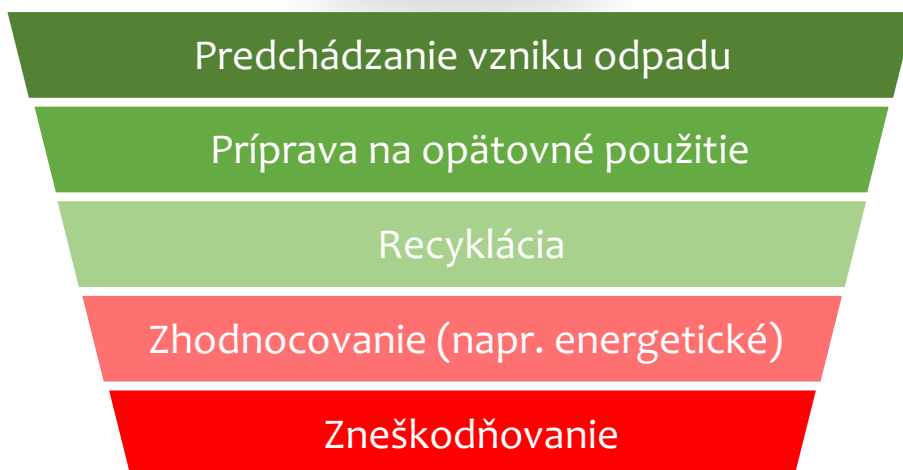 Predchádzanie vzniku odpadu
Príprava na opätovné použitie
Recyklácia
Zhodnocovanie (napr. energetické)
Zneškodňovanie